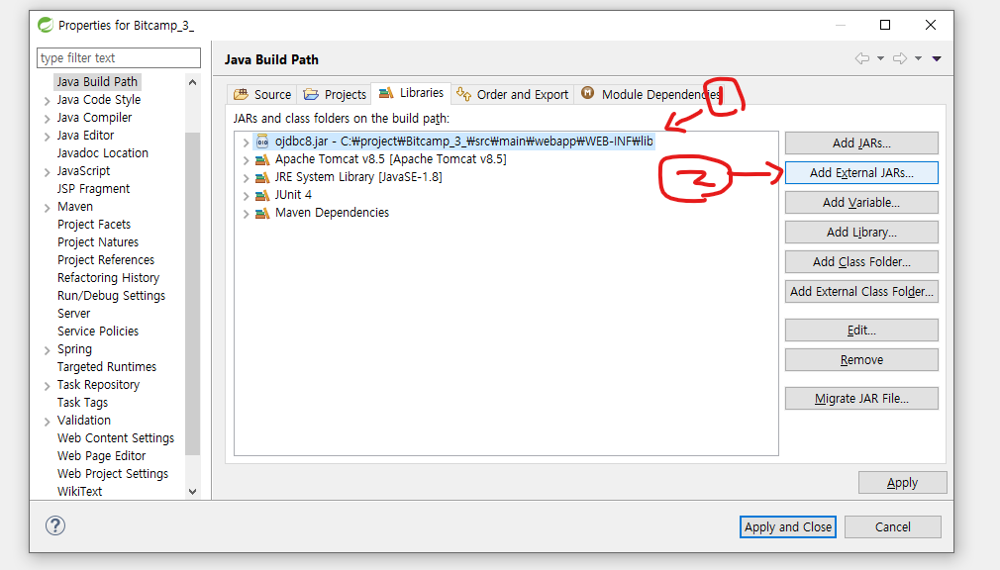 Properties for Bitcamp_3_
type filter text
Java Build Path
Java Code Style
Java Compiler
Java Editor
Javadoc Location
JavaScript
JSP Fragment
Maven
Project Facets
Project Natures
Project References
Refactoring History
Run/Debug Settings
Server
Service Policies
Spring
Targeted Runtimes
Task Repository
Task Tags
Validation
Web Content Settings
Web Page Editor
Web Project Settings
WikiText
Java Build Path
Source Projects Libraries Order and Export Module Dependencies
1
JARs and class folders on the build path:
ojdbc8.jar - C:₩project₩Bitcamp_3_₩src₩main₩webapp₩WEB-INF₩lib
Apache Tomcat v8.5 [Apache Tomcat v8.5]
JRE System Library [JavaSE-1.8]
JUnit 4
Maven Dependencies
2
Add JARs...
Add External JARs...
Add Variable...
Add Library...
Add Class Folder...
Add External Class Folder...
Edit...
Remove
Migrate JAR File...
Apply
?
Apply and Close
Cancel